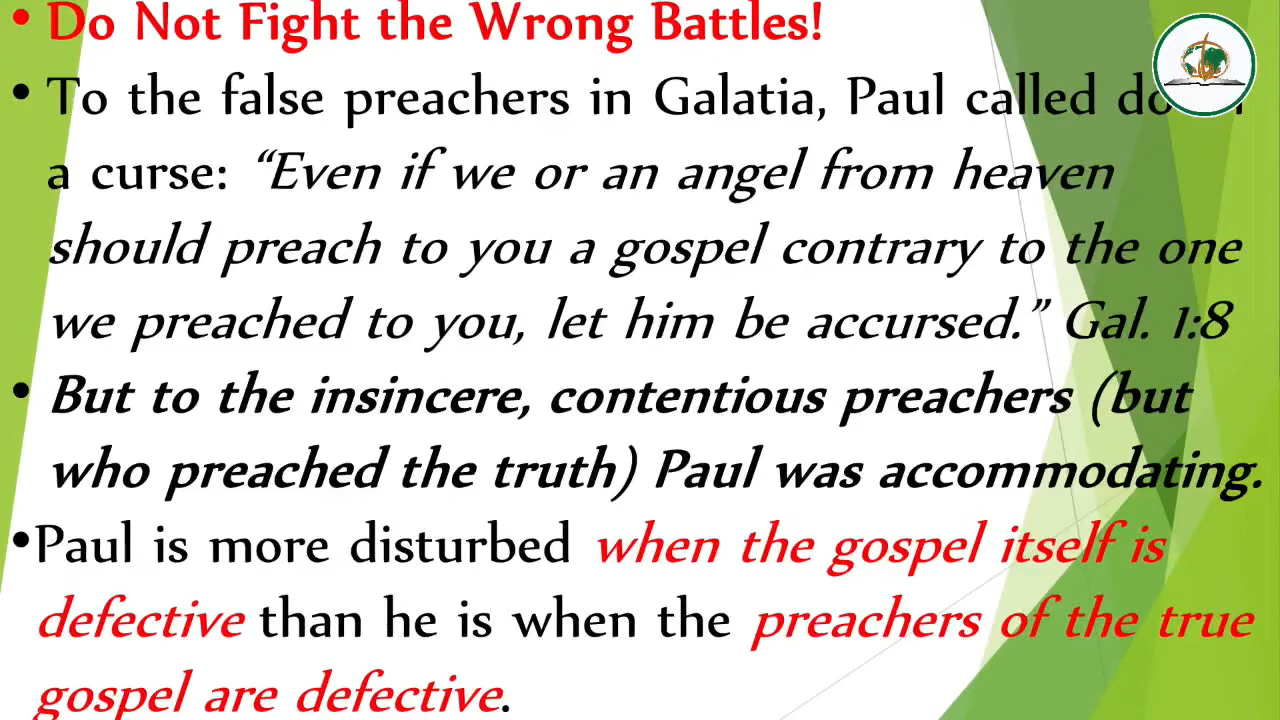 • Do Not Fight the Wrong Battles!
• To the false preachers in Galatia, Paul called
a curse: “Even if we or an angel from heaven
should preach to you a gospel contrary to the one
we preached to you, let him be accursed.” Gal. 1:8
• But to the insincere, contentious preachers (but
who preached the truth) Paul was accommodating.
•Paul is more disturbed when the gospel itself is
defective than he is when the preachers of the true
gospel are defective.